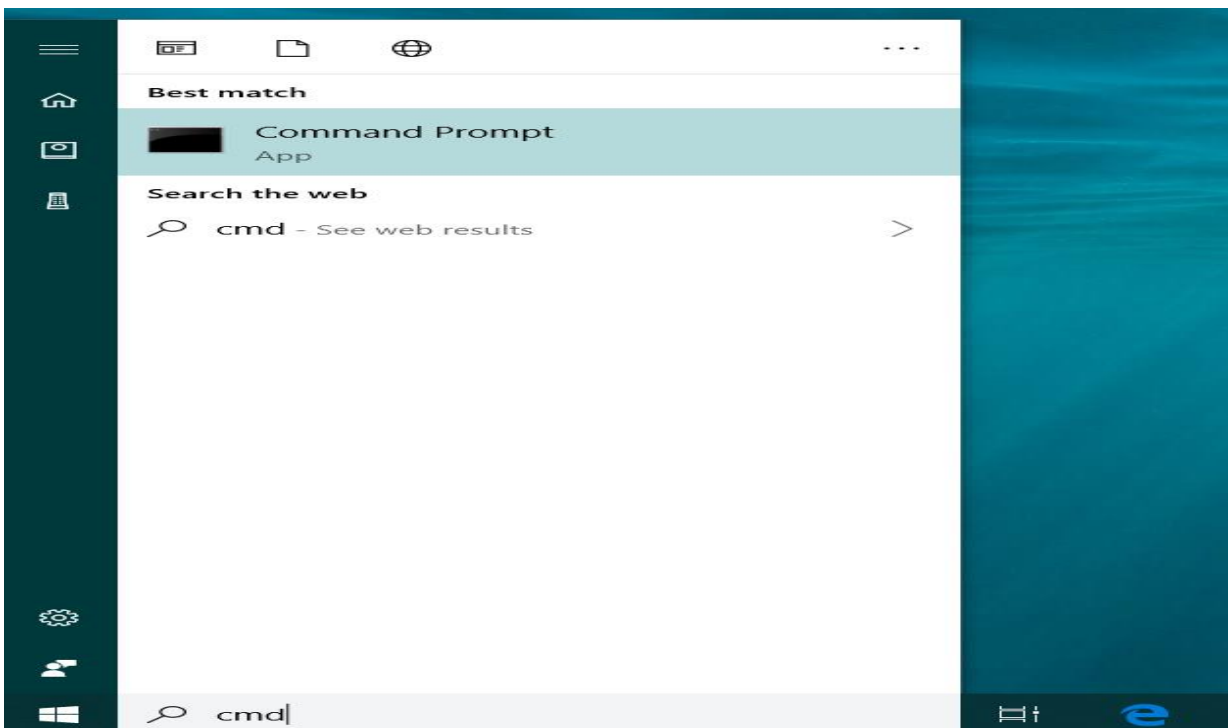 Best match
Command Prompt
App
Search the web
cmd - See web results
cmd